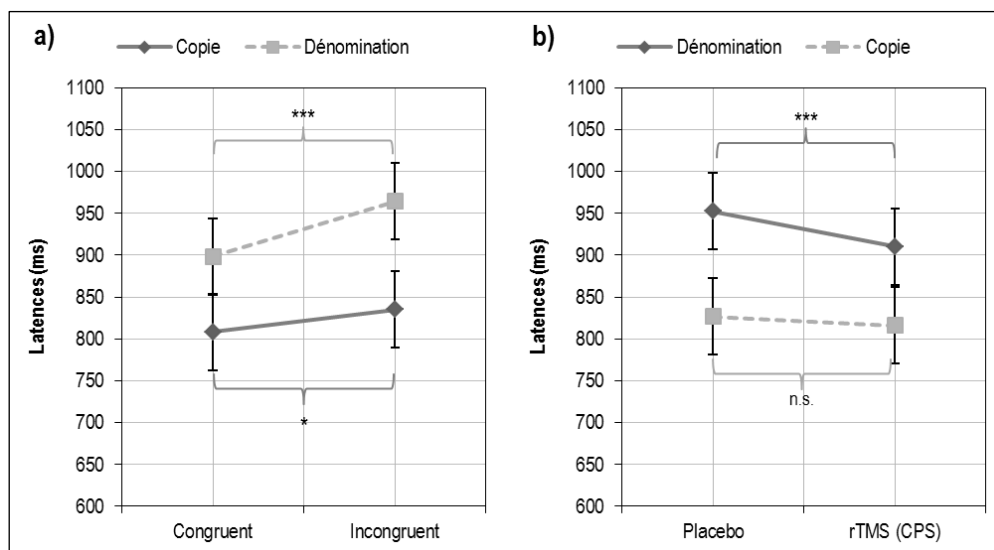 a)
Copie
Dénomination
Latences (ms)
1100
1050
1000
950
900
850
800
750
700
650
600
***
*
Congruent
Incongruent
b)
Dénomination
Copie
Latences (ms)
1100
1050
1000
950
900
850
800
750
700
650
600
***
n.s.
Placebo
rTMS (CPS)